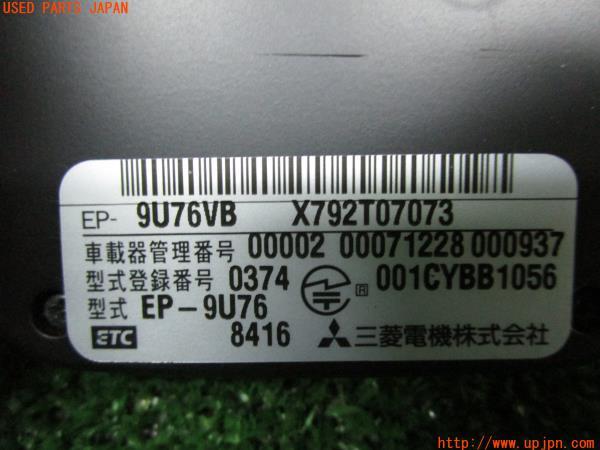 USED PARTS JAPAN
EP- 9U76VB X792T07073
車載器管理番号 00002 00071228 000937
型式登録番号 0374 R 001CYBB1056
型式 EP-9U76
ETC 8416 三菱電機株式会社
http://www.upjpn.com/